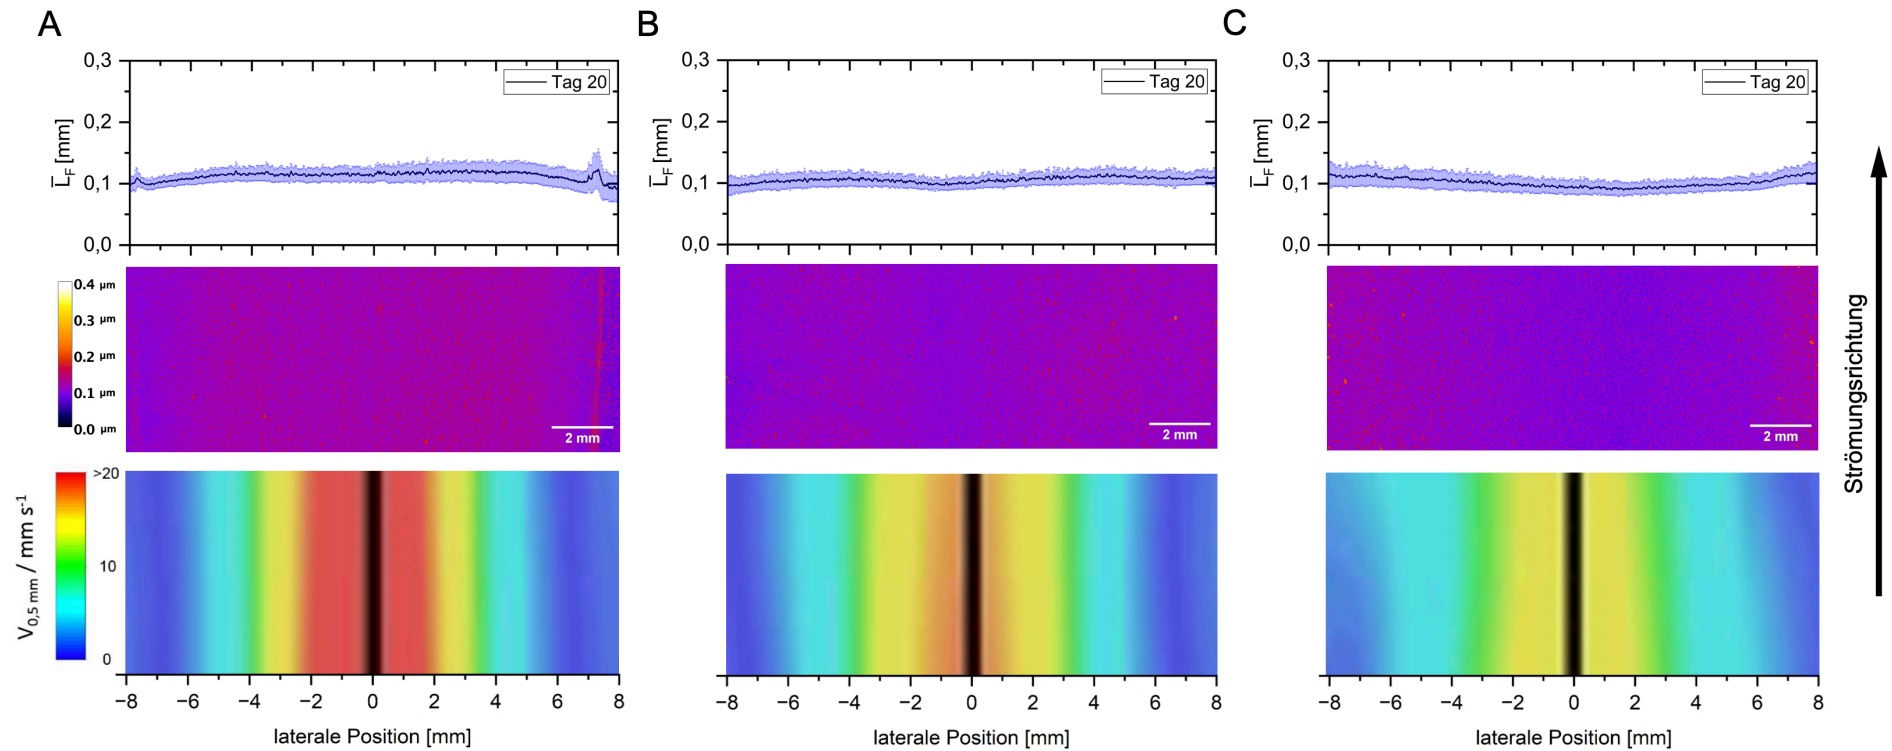 A
B
C
0,3
0,2
0,1
0,0
L̄F [mm]
Tag 20
0,3
0,2
0,1
0,0
L̄F [mm]
Tag 20
0,3
0,2
0,1
0,0
L̄F [mm]
Tag 20
0.4 µm
0.3 µm
0.2 µm
0.1 µm
0.0 µm
2 mm
2 mm
2 mm
Strömungsrichtung
>20
10
0
V0,5 mm / mm s-1
−8 −6 −4 −2 0 2 4 6 8
laterale Position [mm]
−8 −6 −4 −2 0 2 4 6 8
laterale Position [mm]
−8 −6 −4 −2 0 2 4 6 8
laterale Position [mm]